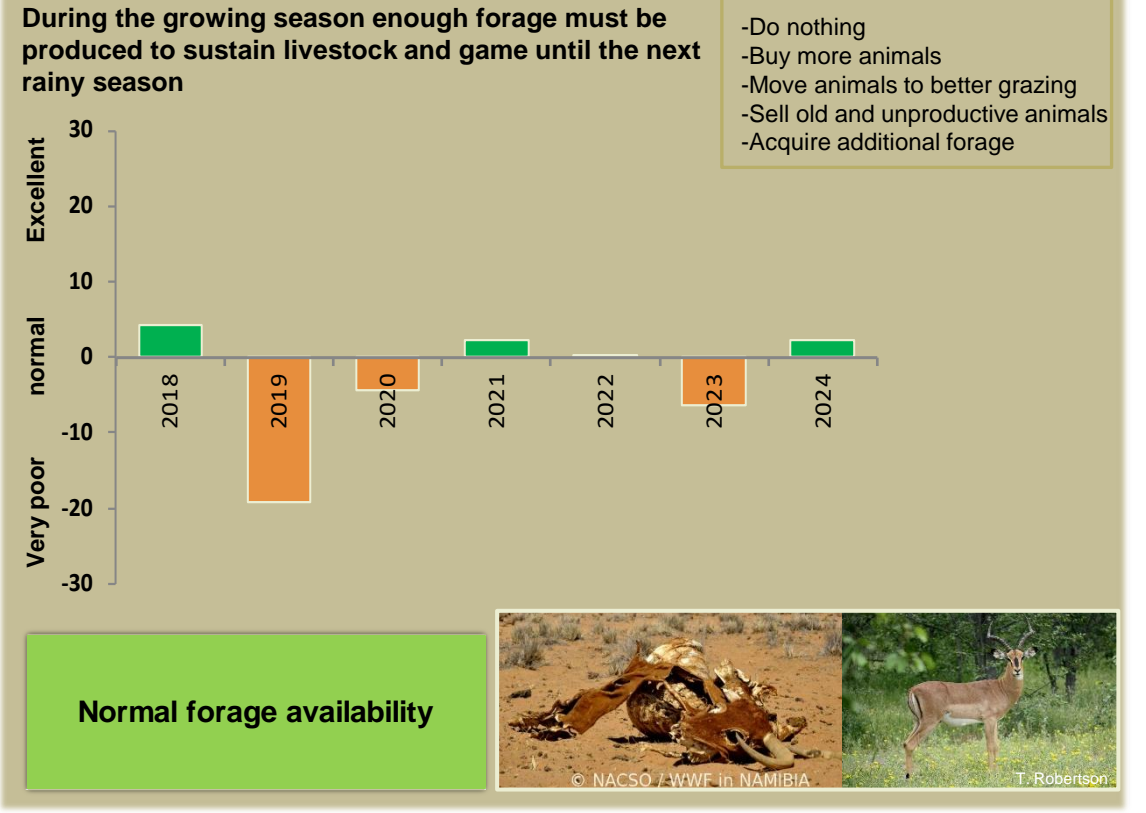 During the growing season enough forage must be
produced to sustain livestock and game until the next
rainy season
-Do nothing
-Buy more animals
-Move animals to better grazing
-Sell old and unproductive animals
-Acquire additional forage
Excellent
normal
Very poor
30
20
10
0
-10
-20
-30
2018
2019
2020
2021
2022
2023
2024
Normal forage availability
© NACSO / WWF in NAMIBIA
T. Robertson